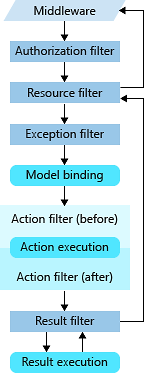 Middleware
Authorization filter
Resource filter
Exception filter
Model binding
Action filter (before)
Action execution
Action filter (after)
Result filter
Result execution